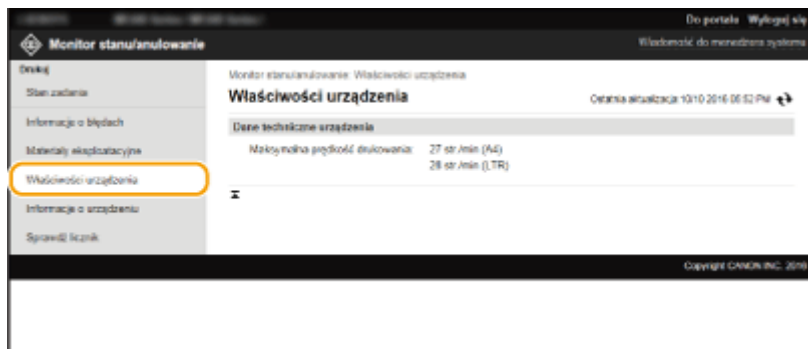 Do portalu Wyloguj się
Monitor stanu/anulowanie
Wiadomość do menedżera systemu
Drukuj
Stan zadania
Informacje o błędach
Materiały eksploatacyjne
Właściwości urządzenia
Informacje o urządzeniu
Sprawdź licznik
Monitor stanu/anulowanie: Właściwości urządzenia
Właściwości urządzenia
Ostatnia aktualizacja: 10/10 2016 06:52 PM
Dane techniczne urządzenia
Maksymalna prędkość drukowania: 27 str./min (A4)
28 str./min (LTR)
Copyright CANON INC. 2016